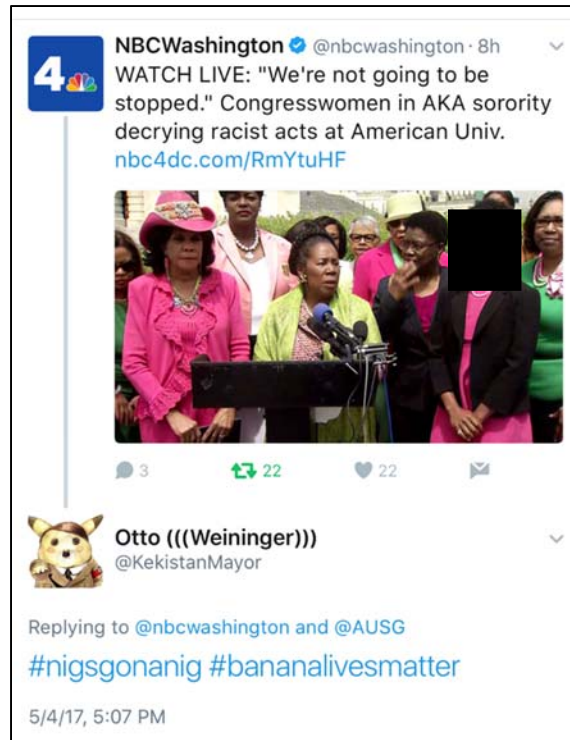 4
NBCWashington @nbcwashington · 8h
WATCH LIVE: "We're not going to be
stopped." Congresswomen in AKA sorority
decrying racist acts at American Univ.
nbc4dc.com/RmYtuHF
3 22 22
Otto (((Weininger)))
@KekistanMayor
Replying to @nbcwashington and @AUSG
#nigsgonanig #bananalivesmatter
5/4/17, 5:07 PM